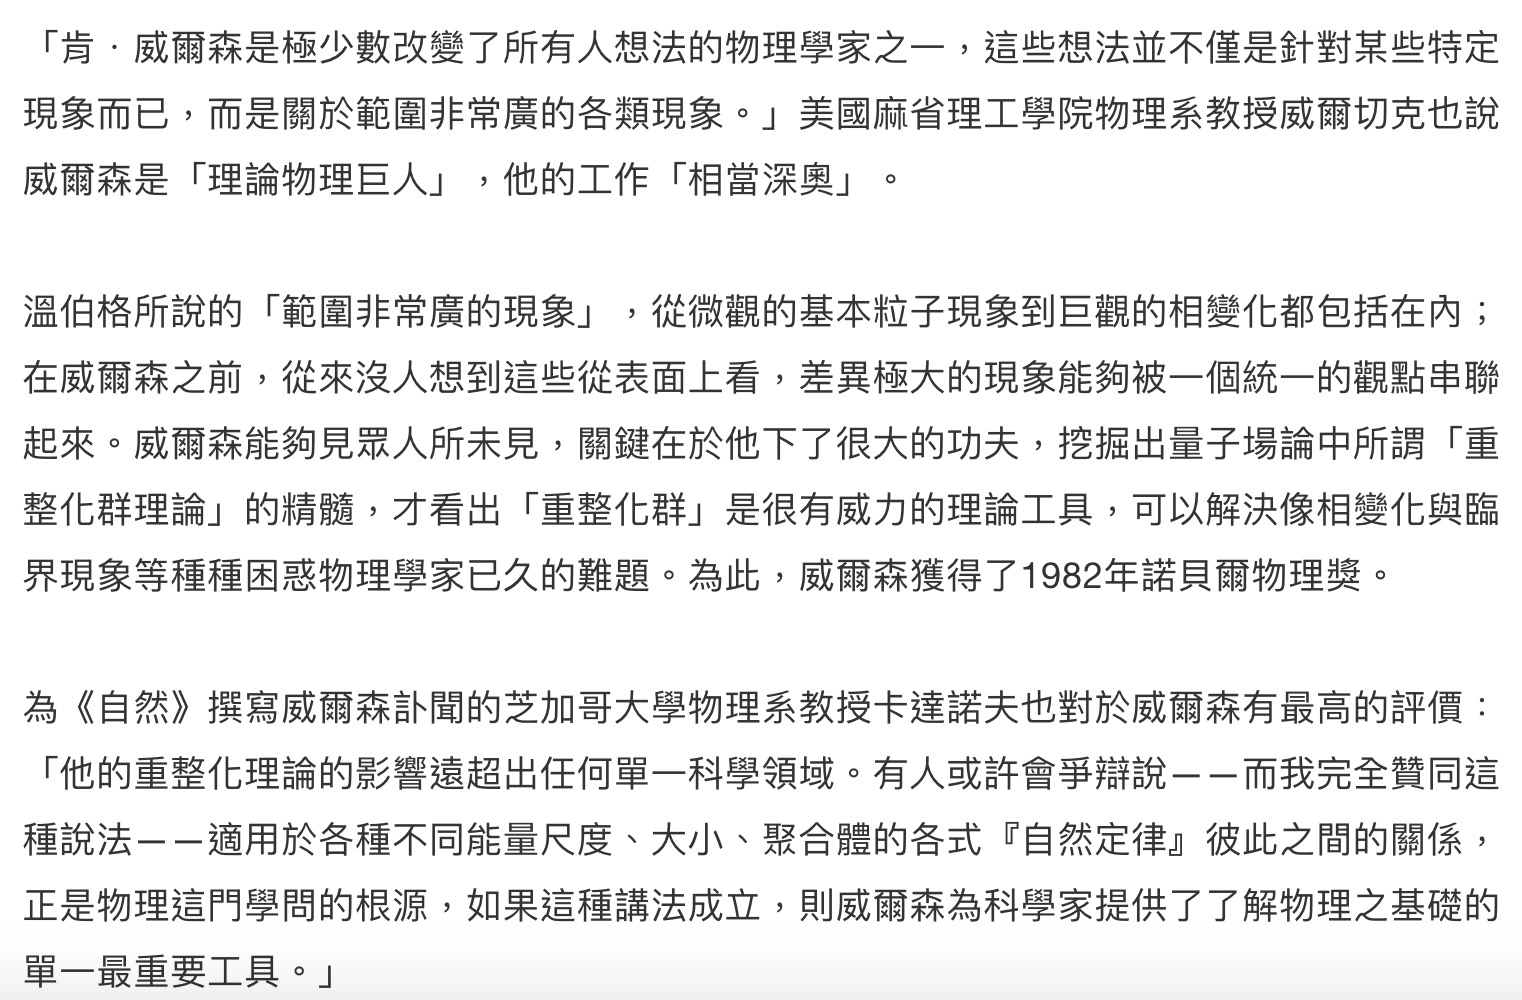 「肯．威爾森是極少數改變了所有人想法的物理學家之一，這些想法並不僅是針對某些特定
現象而已，而是關於範圍非常廣的各類現象。」美國麻省理工學院物理系教授威爾切克也說
威爾森是「理論物理巨人」，他的工作「相當深奧」。
溫伯格所說的「範圍非常廣的現象」，從微觀的基本粒子現象到巨觀的相變化都包括在內；
在威爾森之前，從來沒人想到這些從表面上看，差異極大的現象能夠被一個統一的觀點串聯
起來。威爾森能夠見眾人所未見，關鍵在於他下了很大的功夫，挖掘出量子場論中所謂「重
整化群理論」的精髓，才看出「重整化群」是很有威力的理論工具，可以解決像相變化與臨
界現象等種種困惑物理學家已久的難題。為此，威爾森獲得了1982年諾貝爾物理獎。
為《自然》撰寫威爾森訃聞的芝加哥大學物理系教授卡達諾夫也對於威爾森有最高的評價：
「他的重整化理論的影響遠超出任何單一科學領域。有人或許會爭辯說——而我完全贊同這
種說法——適用於各種不同能量尺度、大小、聚合體的各式『自然定律』彼此之間的關係，
正是物理這門學問的根源，如果這種講法成立，則威爾森為科學家提供了了解物理之基礎的
單一最重要工具。」